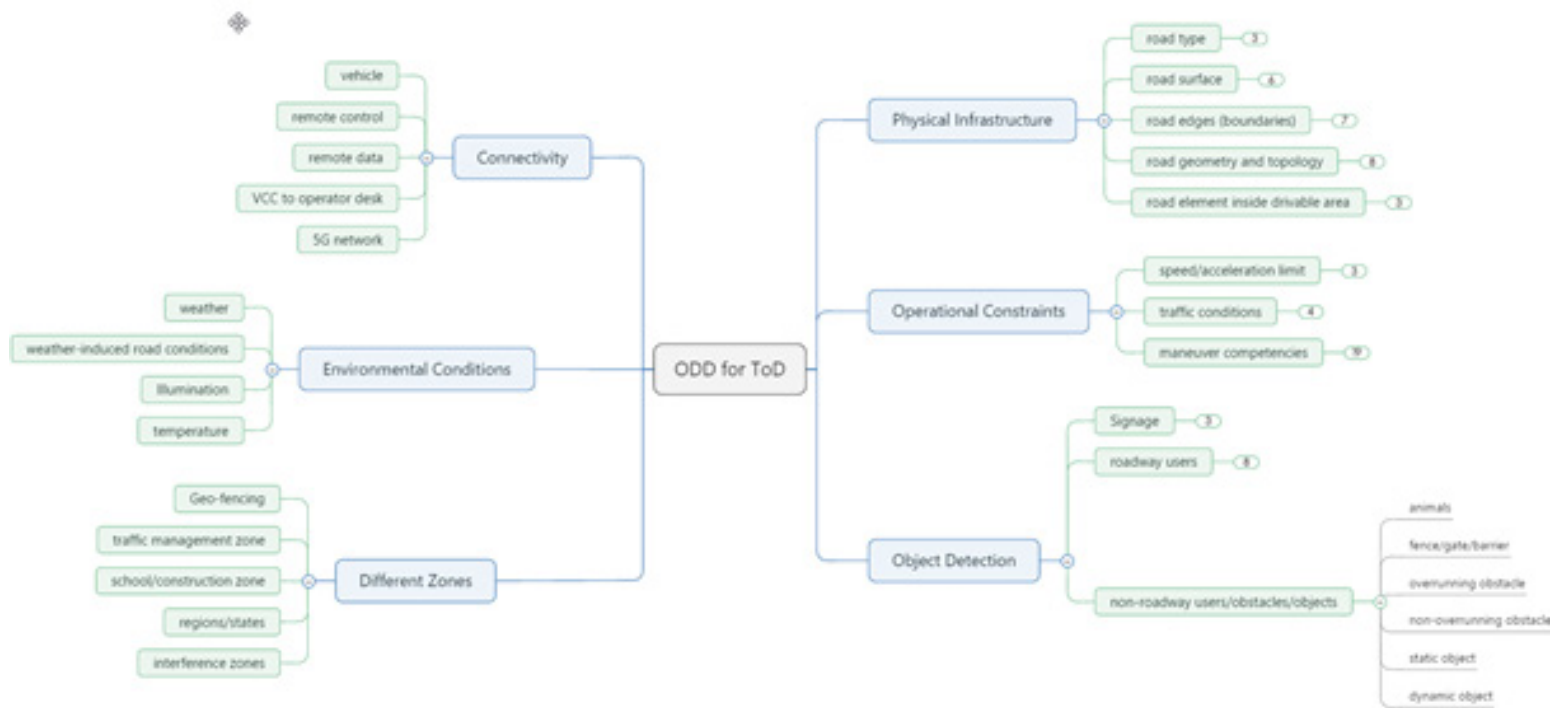 vehicle
remote control
remote data
VCC to operator desk
5G network
Connectivity
weather
weather-induced road conditions
Illumination
temperature
Environmental Conditions
Geo-fencing
traffic management zone
school/construction zone
regions/states
interference zones
Different Zones
ODD for ToD
Physical Infrastructure
road type
3
road surface
6
road edges (boundaries)
7
road geometry and topology
8
road element inside drivable area
3
Operational Constraints
speed/acceleration limit
3
traffic conditions
4
maneuver competencies
Object Detection
Signage
3
roadway users
8
non-roadway users/obstacles/objects
animals
fence/gate/barrier
overrunning obstacle
non-overrunning obstacle
static object
dynamic object